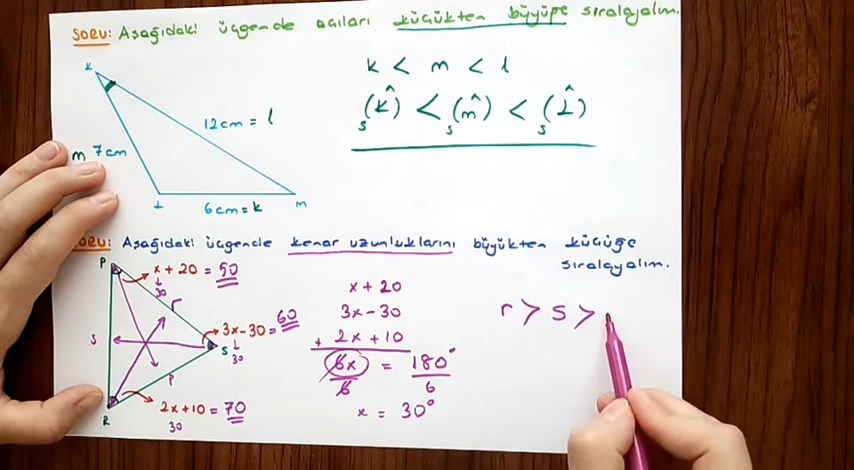 SORU: Aşağıdaki üçgende açıları küçükten büyüğe sıralayalım.
K
12cm = l
m 7cm
L
6cm = k
M
k < m < l
s(K̂) < s(M̂) < s(L̂)
SORU: Aşağıdaki üçgende kenar uzunluklarını büyükten küçüğe
sıralayalım.
P
x + 20 = 50
30
r
s
3x - 30 = 60
30
S
p
R
2x + 10 = 70
30
x + 20
3x - 30
+ 2x + 10
6x = 180°
6 6
x = 30°
r > s >